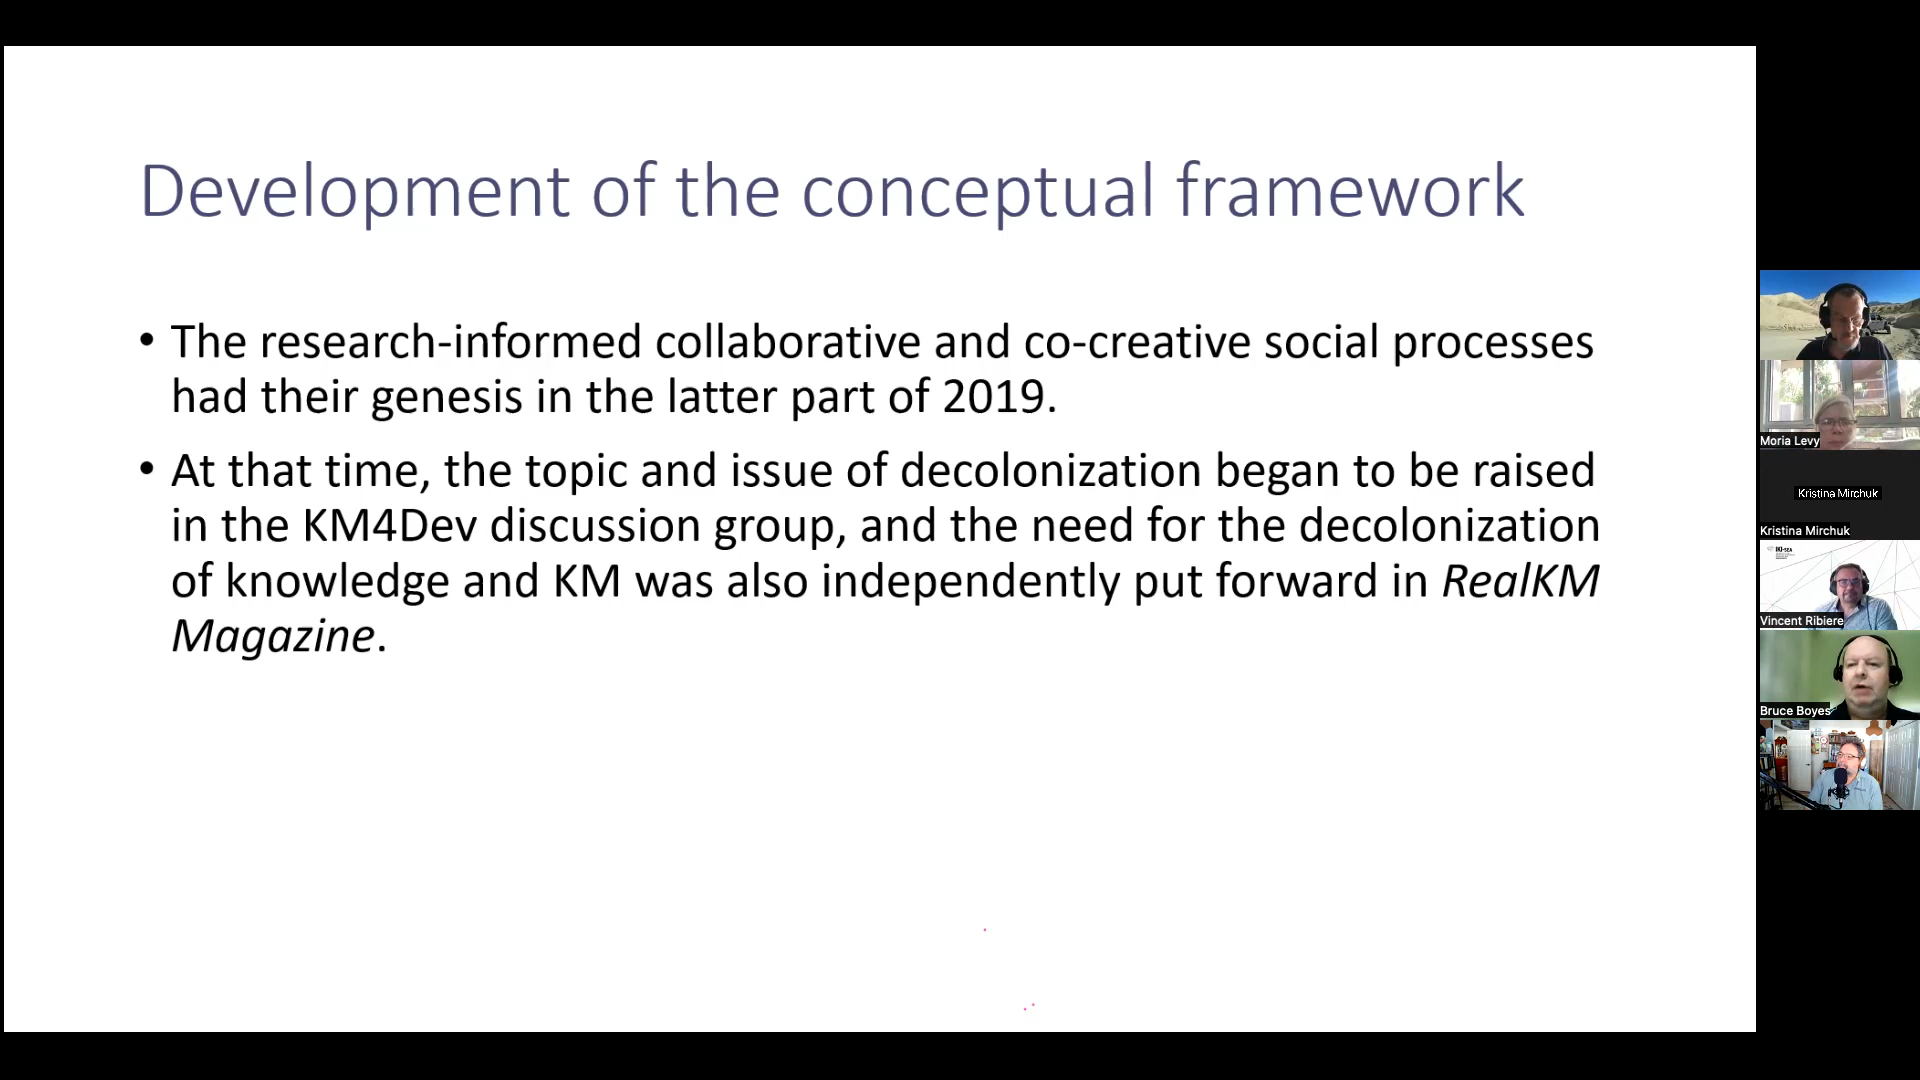 Development of the conceptual framework
• The research-informed collaborative and co-creative social processes
had their genesis in the latter part of 2019.
• At that time, the topic and issue of decolonization began to be raised
in the KM4Dev discussion group, and the need for the decolonization
of knowledge and KM was also independently put forward in RealKM
Magazine.
Moria Levy
Kristina Mirchuk
Kristina Mirchuk
IKI-SEA
Vincent Ribiere
Bruce Boyes